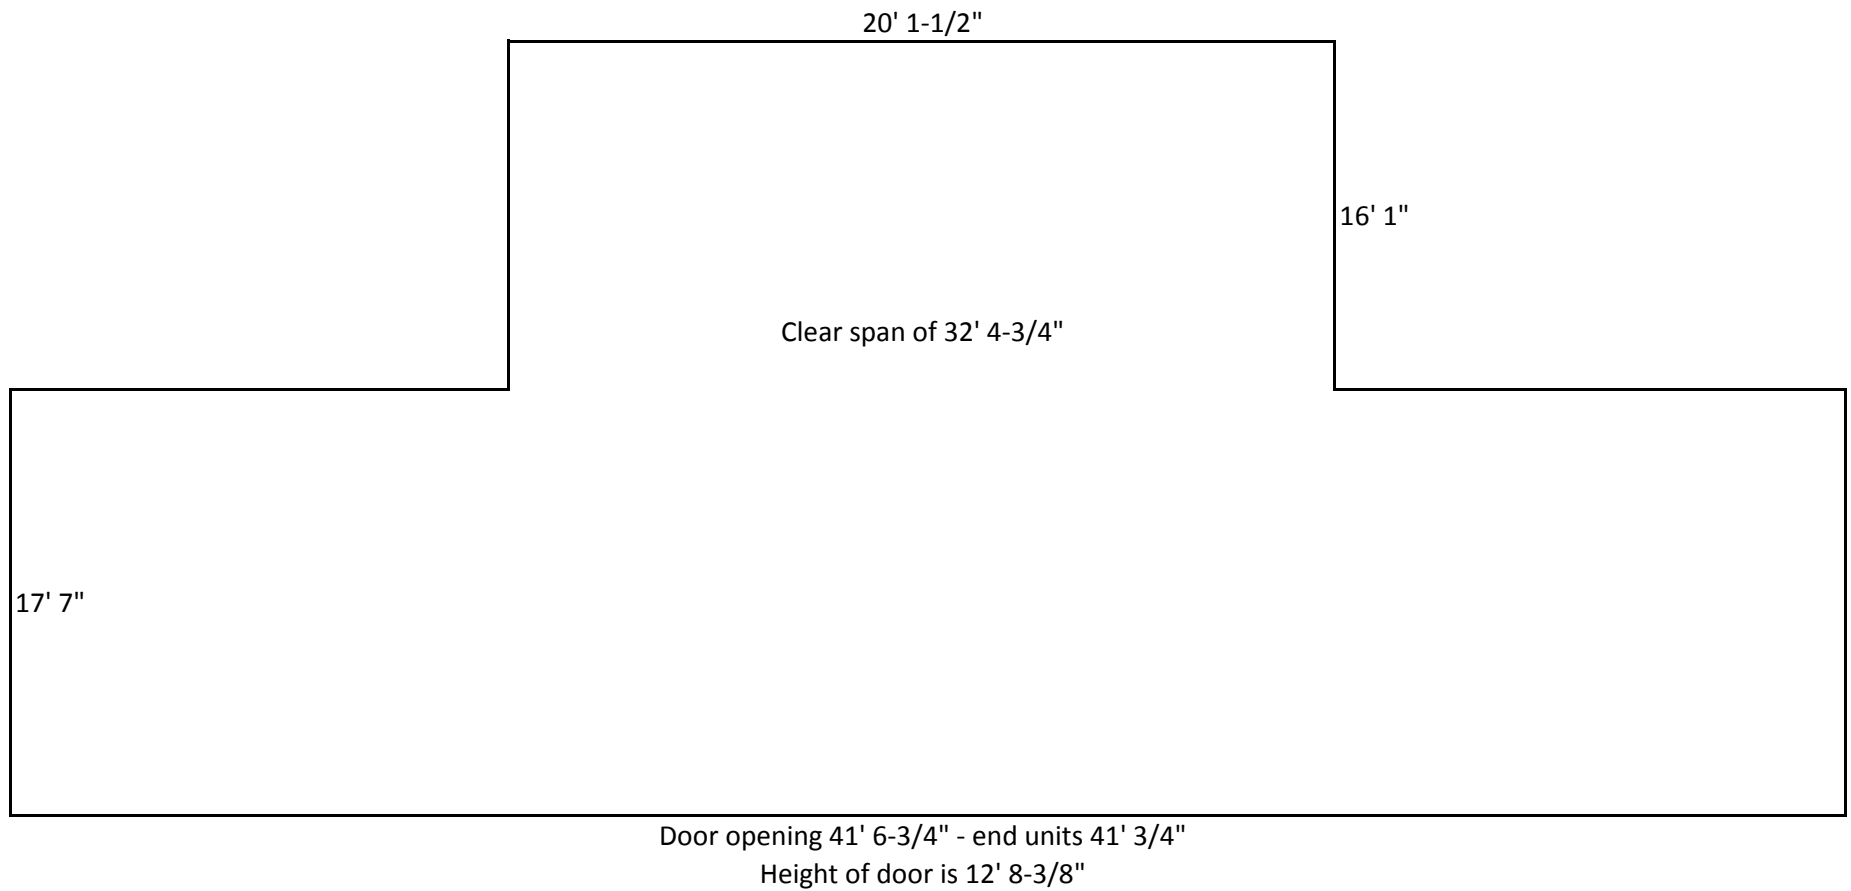 20' 1-1/2"
16' 1"
Clear span of 32' 4-3/4"
17' 7"
Door opening 41' 6-3/4" - end units 41' 3/4"
Height of door is 12' 8-3/8"